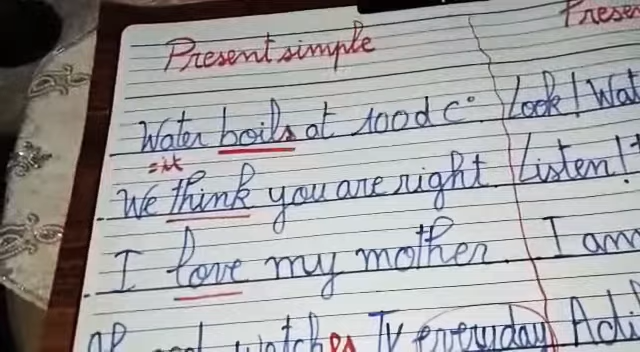 Present simple
Water boils at 100d c° Look! Wat
= it
We think you are right. Listen!
I love my mother. I am
watches TV everyday Acti